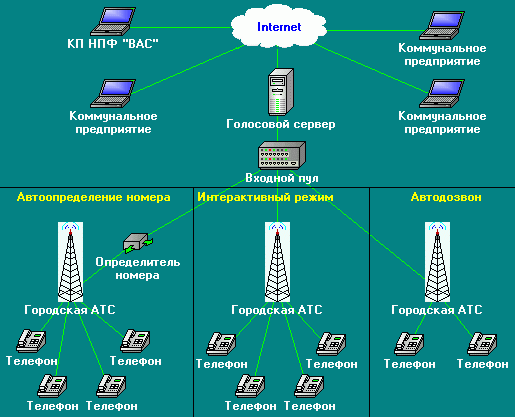 Internet
КП НПФ "ВАС"
Коммунальное
предприятие
Коммунальное
предприятие
Голосовой сервер
Коммунальное
предприятие
Входной пул
Автоопределение номера
Интерактивный режим
Автодозвон
Определитель
номера
Городская АТС
Городская АТС
Городская АТС
Телефон
Телефон
Телефон
Телефон
Телефон
Телефон
Телефон
Телефон
Телефон
Телефон